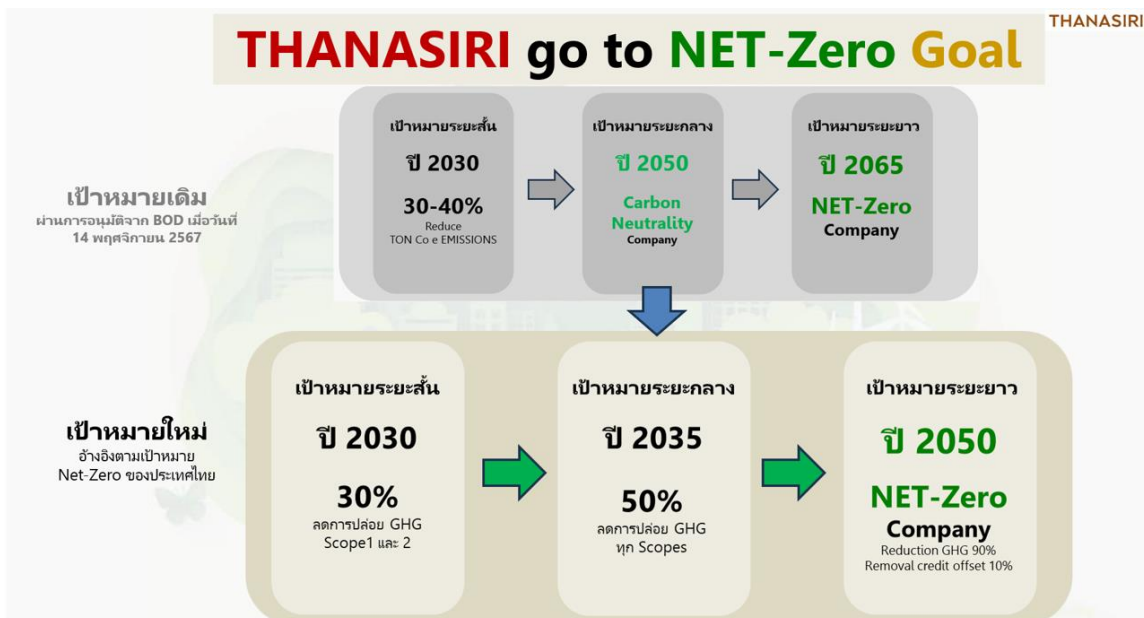 THANASIRI
THANASIRI go to NET-Zero Goal
เป้าหมายเดิม
ผ่านการอนุมัติจาก BOD เมื่อวันที่
14 พฤศจิกายน 2567
เป้าหมายระยะสั้น
ปี 2030
30-40%
Reduce
TON Co e EMISSIONS
เป้าหมายระยะกลาง
ปี 2050
Carbon
Neutrality
Company
เป้าหมายระยะยาว
ปี 2065
NET-Zero
Company
เป้าหมายใหม่
อ้างอิงตามเป้าหมาย
Net-Zero ของประเทศไทย
เป้าหมายระยะสั้น
ปี 2030
30%
ลดการปล่อย GHG
Scope1 และ 2
เป้าหมายระยะกลาง
ปี 2035
50%
ลดการปล่อย GHG
ทุก Scopes
เป้าหมายระยะยาว
ปี 2050
NET-Zero
Company
Reduction GHG 90%
Removal credit offset 10%